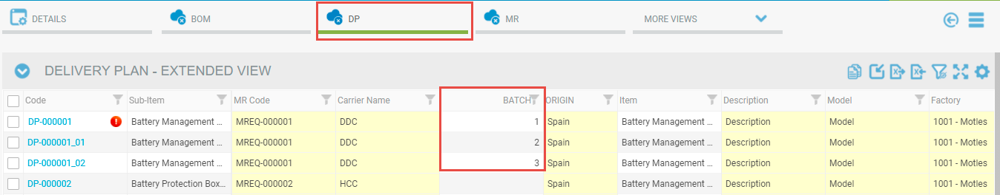 DETAILS BOM DP MR MORE VIEWS
DELIVERY PLAN - EXTENDED VIEW
Code Sub-Item MR Code Carrier Name BATCH ORIGIN Item Description Model Factory
DP-000001 Battery Management ... MREQ-000001 DDC 1 Spain Battery Management ... Description Model 1001 - Motles
DP-000001_01 Battery Management ... MREQ-000001 DDC 2 Spain Battery Management ... Description Model 1001 - Motles
DP-000001_02 Battery Management ... MREQ-000001 DDC 3 Spain Battery Management ... Description Model 1001 - Motles
DP-000002 Battery Protection Box... MREQ-000002 HCC Spain Battery Management ... Description Model 1001 - Motles